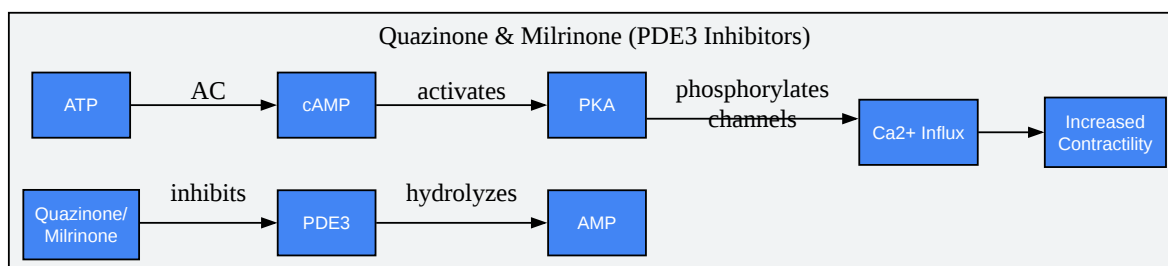 Quazinone & Milrinone (PDE3 Inhibitors)
ATP
AC
cAMP
activates
PKA
phosphorylates
channels
Ca2+ Influx
Increased
Contractility
Quazinone/
Milrinone
inhibits
PDE3
hydrolyzes
AMP